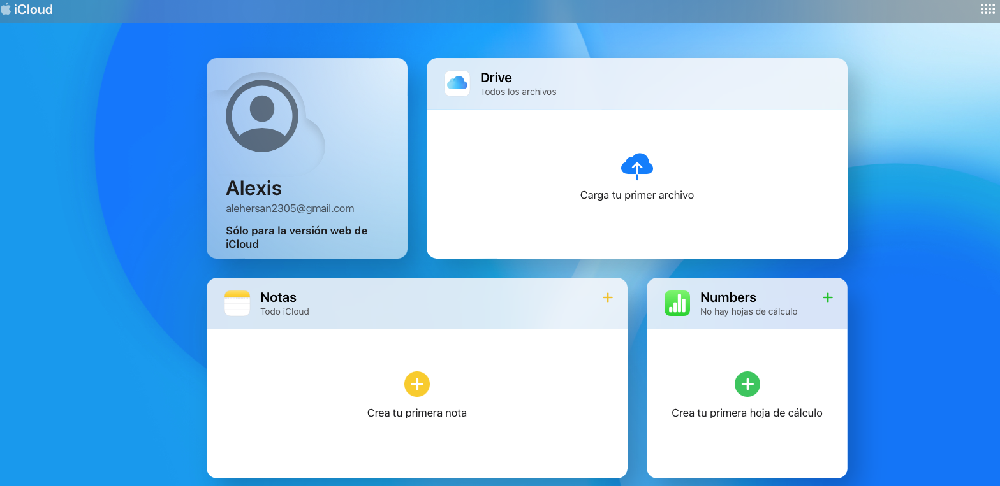 iCloud
Alexis
alehersan2305@gmail.com
Sólo para la versión web de
iCloud
Drive
Todos los archivos
Carga tu primer archivo
Notas
Todo iCloud
Crea tu primera nota
Numbers
No hay hojas de cálculo
Crea tu primera hoja de cálculo